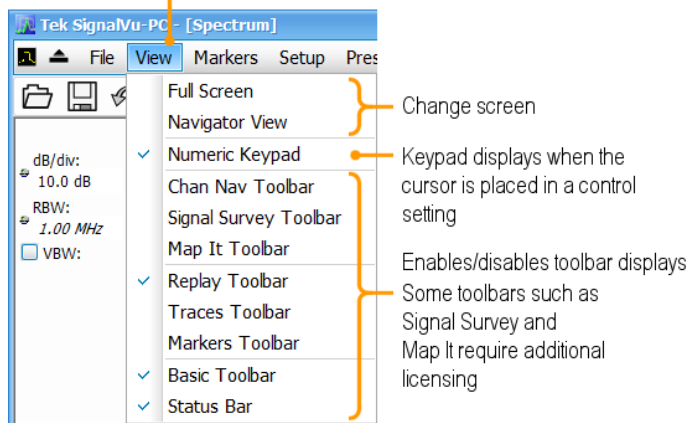 Tek SignalVu-PC - [Spectrum]
File View Markers Setup
Full Screen
Navigator View
Change screen
dB/div:
10.0 dB
RBW:
1.00 MHz
VBW:
Numeric Keypad
Chan Nav Toolbar
Signal Survey Toolbar
Map It Toolbar
Replay Toolbar
Traces Toolbar
Markers Toolbar
Basic Toolbar
Status Bar
Keypad displays when the
cursor is placed in a control
setting
Enables/disables toolbar displays
Some toolbars such as
Signal Survey and
Map It require additional
licensing